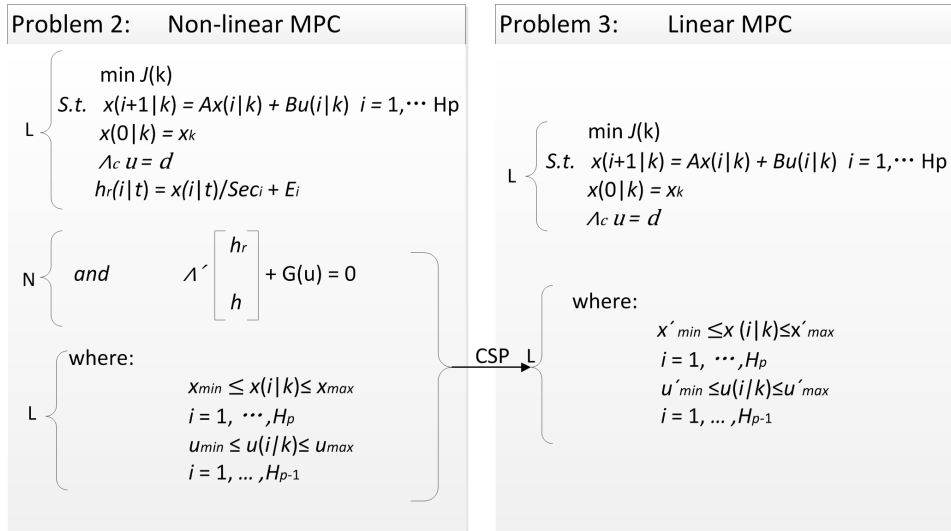 Problem 2: Non-linear MPC
min J(k)
S.t. x(i+1|k) = Ax(i|k) + Bu(i|k) i = 1,⋯ Hp
L
x(0|k) = xk
Λc u = d
hr(i|t) = x(i|t)/Seci + Ei
hr
N and Λ´ + G(u) = 0
h
where:
xmin ≤ x(i|k)≤ xmax
L
i = 1, ⋯ ,Hp
umin ≤ u(i|k)≤ umax
i = 1, ... ,Hp-1
CSP
Problem 3: Linear MPC
min J(k)
S.t. x(i+1|k) = Ax(i|k) + Bu(i|k) i = 1,⋯ Hp
L
x(0|k) = xk
Λc u = d
L
where:
x´min ≤x (i|k)≤x´max
i = 1, ⋯ ,Hp
u´min ≤u(i|k)≤u´max
i = 1, ... ,Hp-1